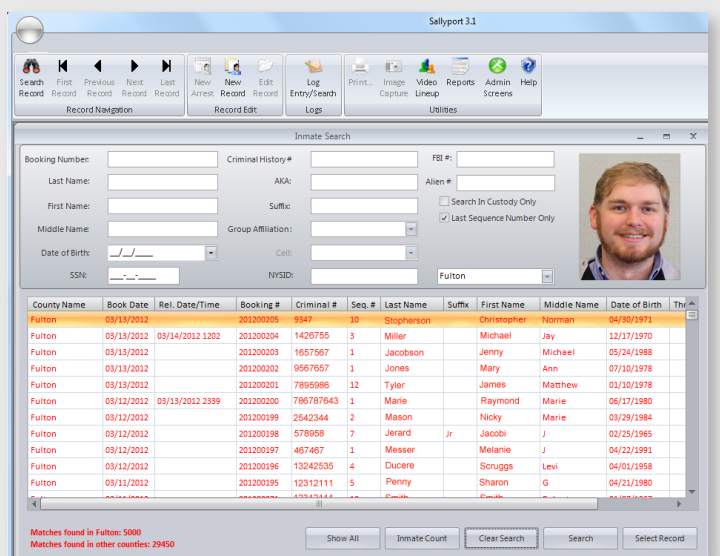 Sallyport 3.1
Search Record First Record Previous Record Next Record Last Record New Arrest New Record Edit Record Log Entry/Search Print... Image Capture Video Lineup Reports Admin Screens Help
Record Navigation Record Edit Logs Utilities
Inmate Search
Booking Number: Criminal History # FBI #:
Last Name: AKA: Alien #
First Name: Suffix: Search In Custody Only
Middle Name: Group Affiliation: Last Sequence Number Only
Date of Birth: __/__/____ Cell:
SSN: ___-__-____ NYSID: Fulton
County Name Book Date Rel. Date/Time Booking # Criminal # Seq. # Last Name Suffix First Name Middle Name Date of Birth
Fulton 03/13/2012 201200205 9347 10 Stopherson Christopher Norman 04/30/1971
Fulton 03/13/2012 03/14/2012 1202 201200204 1426755 3 Miller Michael Jay 12/17/1970
Fulton 03/13/2012 201200203 1657567 1 Jacobson Jenny Michael 05/24/1988
Fulton 03/13/2012 201200202 9567657 1 Jones Mary Ann 07/10/1978
Fulton 03/13/2012 201200201 7895986 12 Tyler James Matthew 01/10/1978
Fulton 03/12/2012 03/13/2012 2339 201200200 786787643 1 Marie Raymond Marie 06/17/1980
Fulton 03/12/2012 201200199 2542344 2 Mason Nicky Marie 03/29/1984
Fulton 03/12/2012 201200198 578958 7 Jerard Jr Jacobi J 02/25/1965
Fulton 03/12/2012 201200197 467467 1 Messer Melanie J 04/22/1991
Fulton 03/12/2012 201200196 13242535 4 Ducere Scruggs Levi 04/01/1958
Fulton 03/11/2012 201200195 12312111 5 Penny Sharon G 04/21/1980
Matches found in Fulton: 5000
Matches found in other counties: 29450
Show All Inmate Count Clear Search Search Select Record